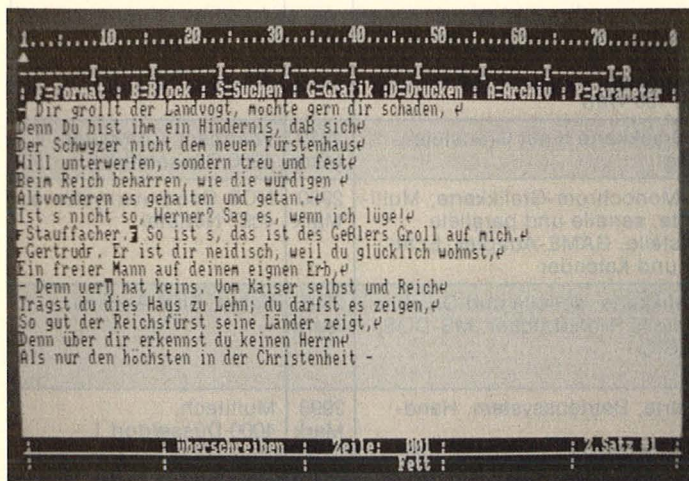 1...:....10...:....20...:....30...:....40...:....50...:....60...:....70...:....8
--------T-------T-------T-------T-------T-------T-------T-------T-------T-R
: F=Format : B=Block : S=Suchen : G=Grafik :D=Drucken : A=Archiv : P=Parameter :
Dir grollt der Landvogt, möchte gern dir schaden,
Denn Du bist ihm ein Hindernis, daß sich
Der Schwyzer nicht dem neuen Fürstenhaus
Will unterwerfen, sondern treu und fest
Beim Reich beharren, wie die würdigen
Altvorderen es gehalten und getan.-
Ist s nicht so, Werner? Sag es, wenn ich lüge!
Stauffacher. So ist s, das ist des Geßlers Groll auf mich.
Gertrud. Er ist dir neidisch, weil du glücklich wohnst,
Ein freier Mann auf deinem eignen Erb,
- Denn hat keins. Vom Kaiser selbst und Reich
Trägst du dies Haus zu Lehn; du darfst es zeigen,
So gut der Reichsfürst seine Länder zeigt,
Denn über dir erkennst du keinen Herrn
Als nur den höchsten in der Christenheit -
: überschreiben : Zeile: 001 : : 2.Satz #1 :
Fett :